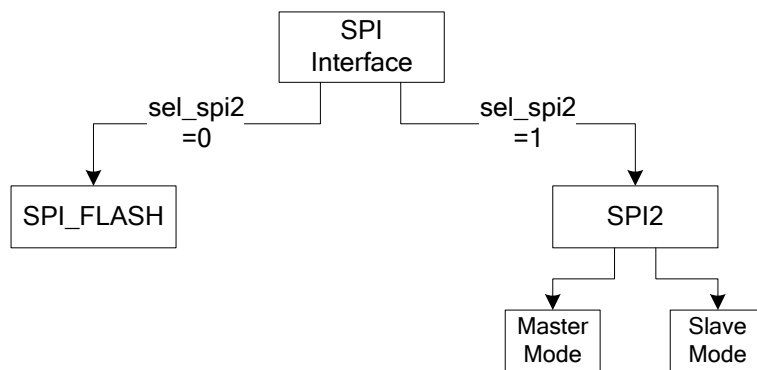 SPI
Interface
sel_spi2
=0
sel_spi2
=1
SPI_FLASH
SPI2
Master
Mode
Slave
Mode